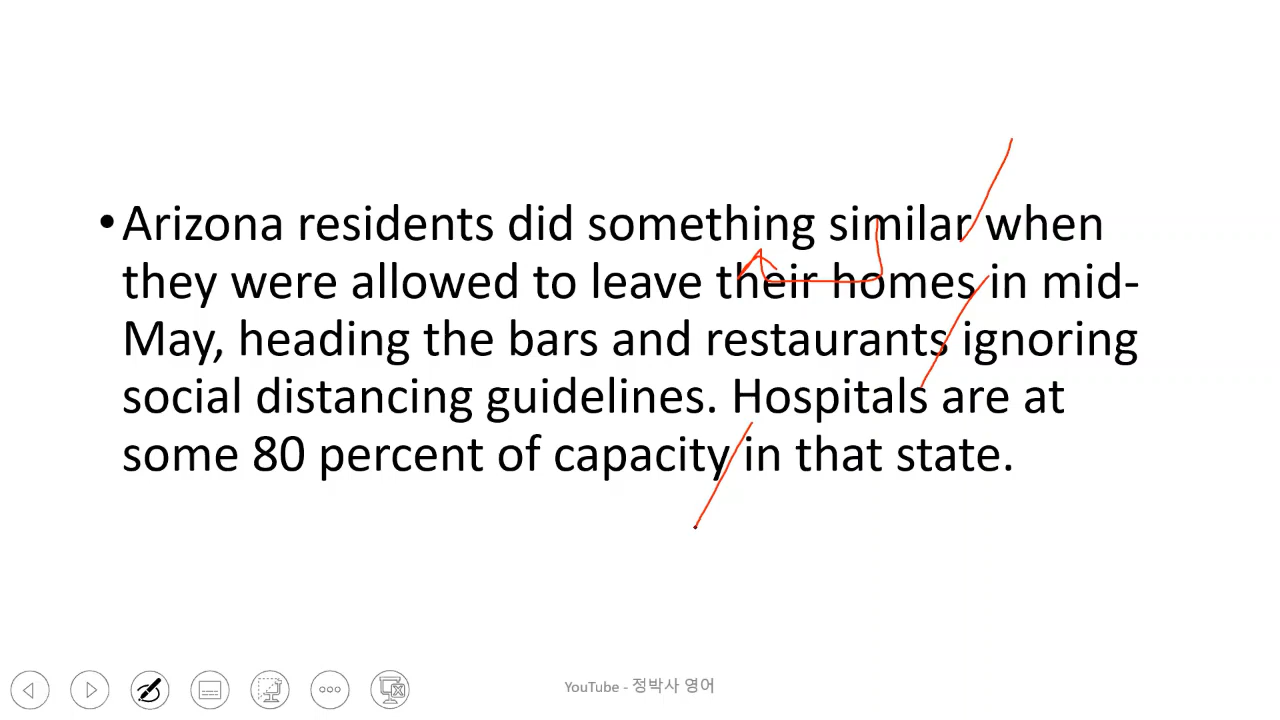 •Arizona residents did something similar when
they were allowed to leave their homes in mid-
May, heading the bars and restaurants ignoring
social distancing guidelines. Hospitals are at
some 80 percent of capacity in that state.
YouTube - 정박사 영어